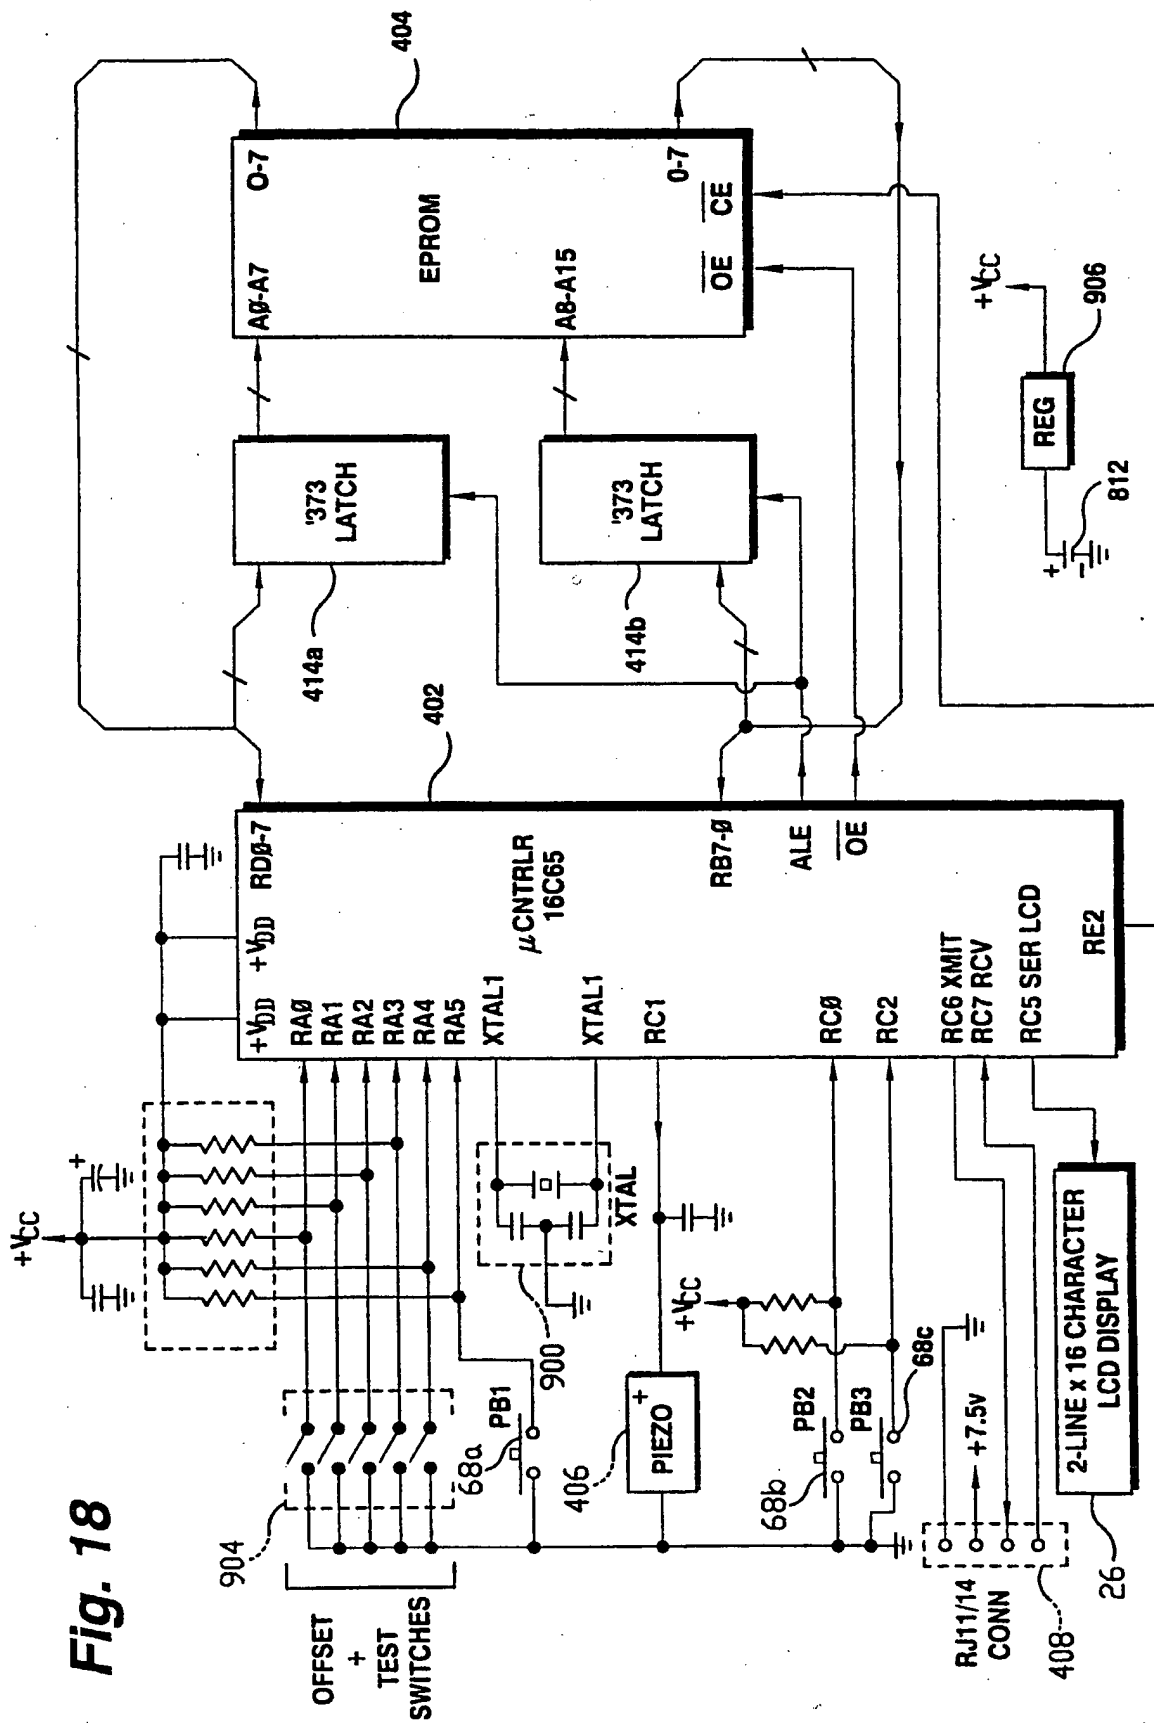 Fig. 18
OFFSET
+
TEST
SWITCHES
904
+VCC
+
+VDD
+VDD
RA0
RA1
RA2
RA3
RA4
RA5
XTAL1
XTAL1
RC1
RCØ
RC2
RC6 XMIT
RC7 RCV
RC5 SER LCD
RE2
RDØ-7
µCNTRLR
16C65
RB7-Ø
ALE
OE
402
PB1
68a
900
XTAL
406
PIEZO
+
+VCC
PB2
68b
PB3
68c
RJ11/14
CONN
408
+7.5v
2-LINE x 16 CHARACTER
LCD DISPLAY
26
'373
LATCH
414a
'373
LATCH
414b
AØ-A7
O-7
EPROM
A8-A15
0-7
OE
CE
404
+
-
812
REG
906
+VCC